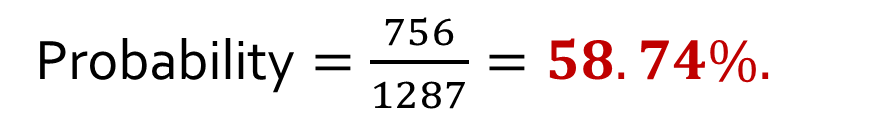 Probability = 756/1287 = 58.74%.